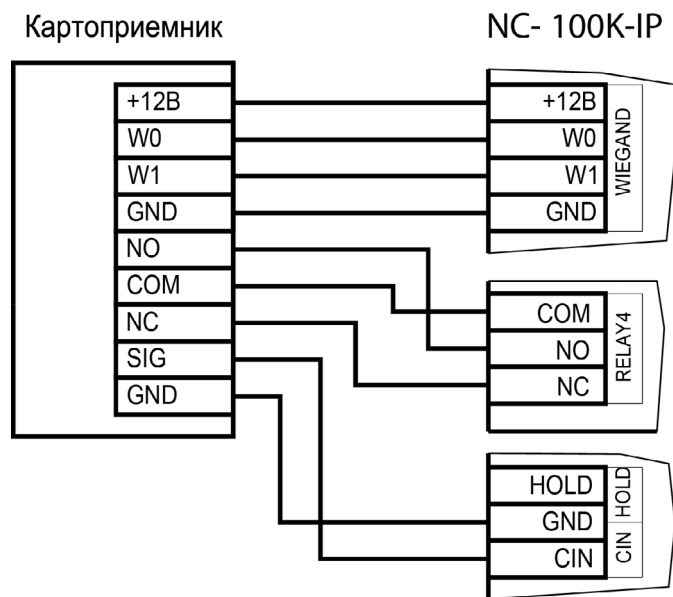 Картоприемник
NC- 100K-IP
+12В
W0
W1
GND
NO
COM
NC
SIG
GND
+12В
W0
W1
GND
WIEGAND
COM
NO
NC
RELAY4
HOLD
GND
CIN
HOLD
CIN